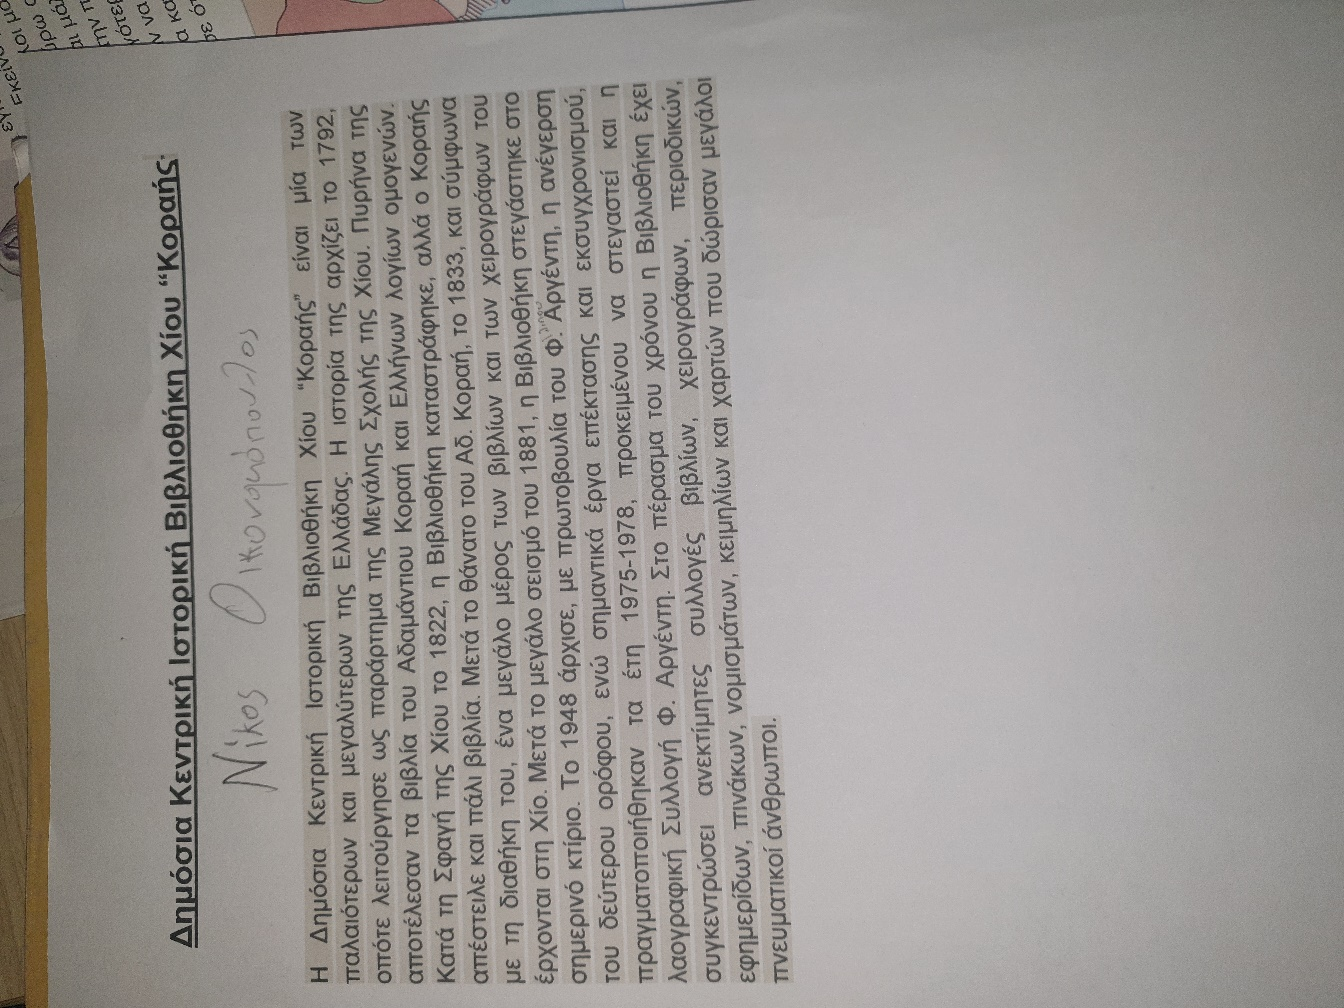 Δημόσια Κεντρική Ιστορική Βιβλιοθήκη Χίου “Κοραής”
Νίκος Οικονομόπουλος
Η Δημόσια Κεντρική Ιστορική Βιβλιοθήκη Χίου “Κοραής” είναι μία των
παλαιότερων και μεγαλύτερων της Ελλάδας. Η ιστορία της αρχίζει το 1792,
οπότε λειτούργησε ως παράρτημα της Μεγάλης Σχολής της Χίου. Πυρήνα της
αποτέλεσαν τα βιβλία του Αδαμάντιου Κοραή και Ελλήνων λογίων ομογενών.
Κατά τη Σφαγή της Χίου το 1822, η Βιβλιοθήκη καταστράφηκε, αλλά ο Κοραής
απέστειλε και πάλι βιβλία. Μετά το θάνατο του Αδ. Κοραή, το 1833, και σύμφωνα
με τη διαθήκη του, ένα μεγάλο μέρος των βιβλίων και των χειρογράφων του
έρχονται στη Χίο. Μετά το μεγάλο σεισμό του 1881, η Βιβλιοθήκη στεγάστηκε στο
σημερινό κτίριο. Το 1948 άρχισε, με πρωτοβουλία του Φ. Αργέντη, η ανέγερση
του δεύτερου ορόφου, ενώ σημαντικά έργα επέκτασης και εκσυγχρονισμού,
πραγματοποιήθηκαν τα έτη 1975-1978, προκειμένου να στεγαστεί και η
λαογραφική Συλλογή Φ. Αργέντη. Στο πέρασμα του χρόνου η Βιβλιοθήκη έχει
συγκεντρώσει ανεκτίμητες συλλογές βιβλίων, χειρογράφων, περιοδικών,
εφημερίδων, πινάκων, νομισμάτων, κειμηλίων και χαρτών που δώρισαν μεγάλοι
πνευματικοί άνθρωποι.